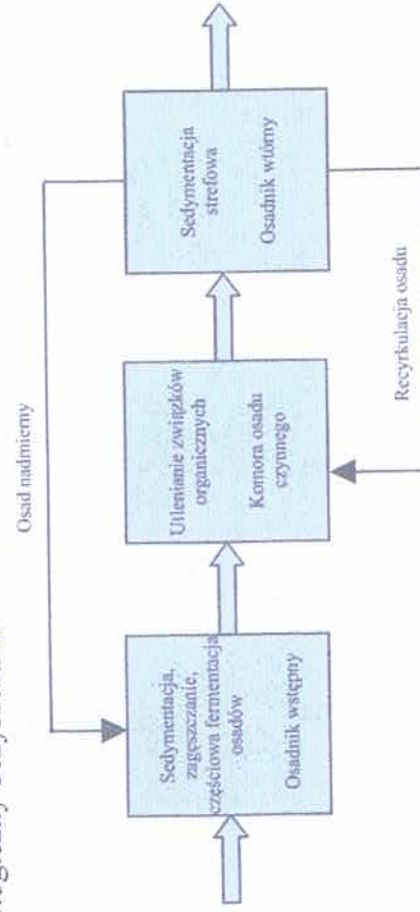 Osad nadmierny
Sedymentacja,
zagęszczanie,
częściowa fermentacja
osadów
Osadnik wstępny
Utlenianie związków
organicznych
Komora osadu
czynnego
Sedymentacja
strefowa
Osadnik wtórny
Recyrkulacja osadu